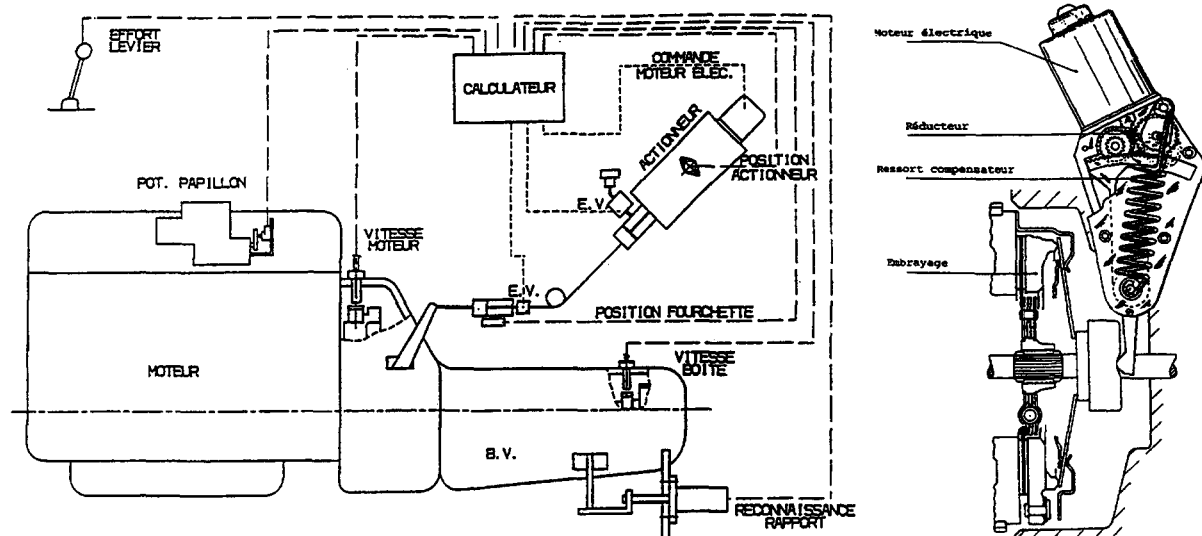 EFFORT
LEVIER
CALCULATEUR
COMMANDE
MOTEUR ELEC.
ACTIONNEUR
POSITION
ACTIONNEUR
E.V.
POT. PAPILLON
VITESSE
MOTEUR
E.V.
POSITION FOURCHETTE
VITESSE
BOITE
MOTEUR
B.V.
RECONNAISSANCE
RAPPORT
Moteur électrique
Réducteur
Ressort compensateur
Embrayage